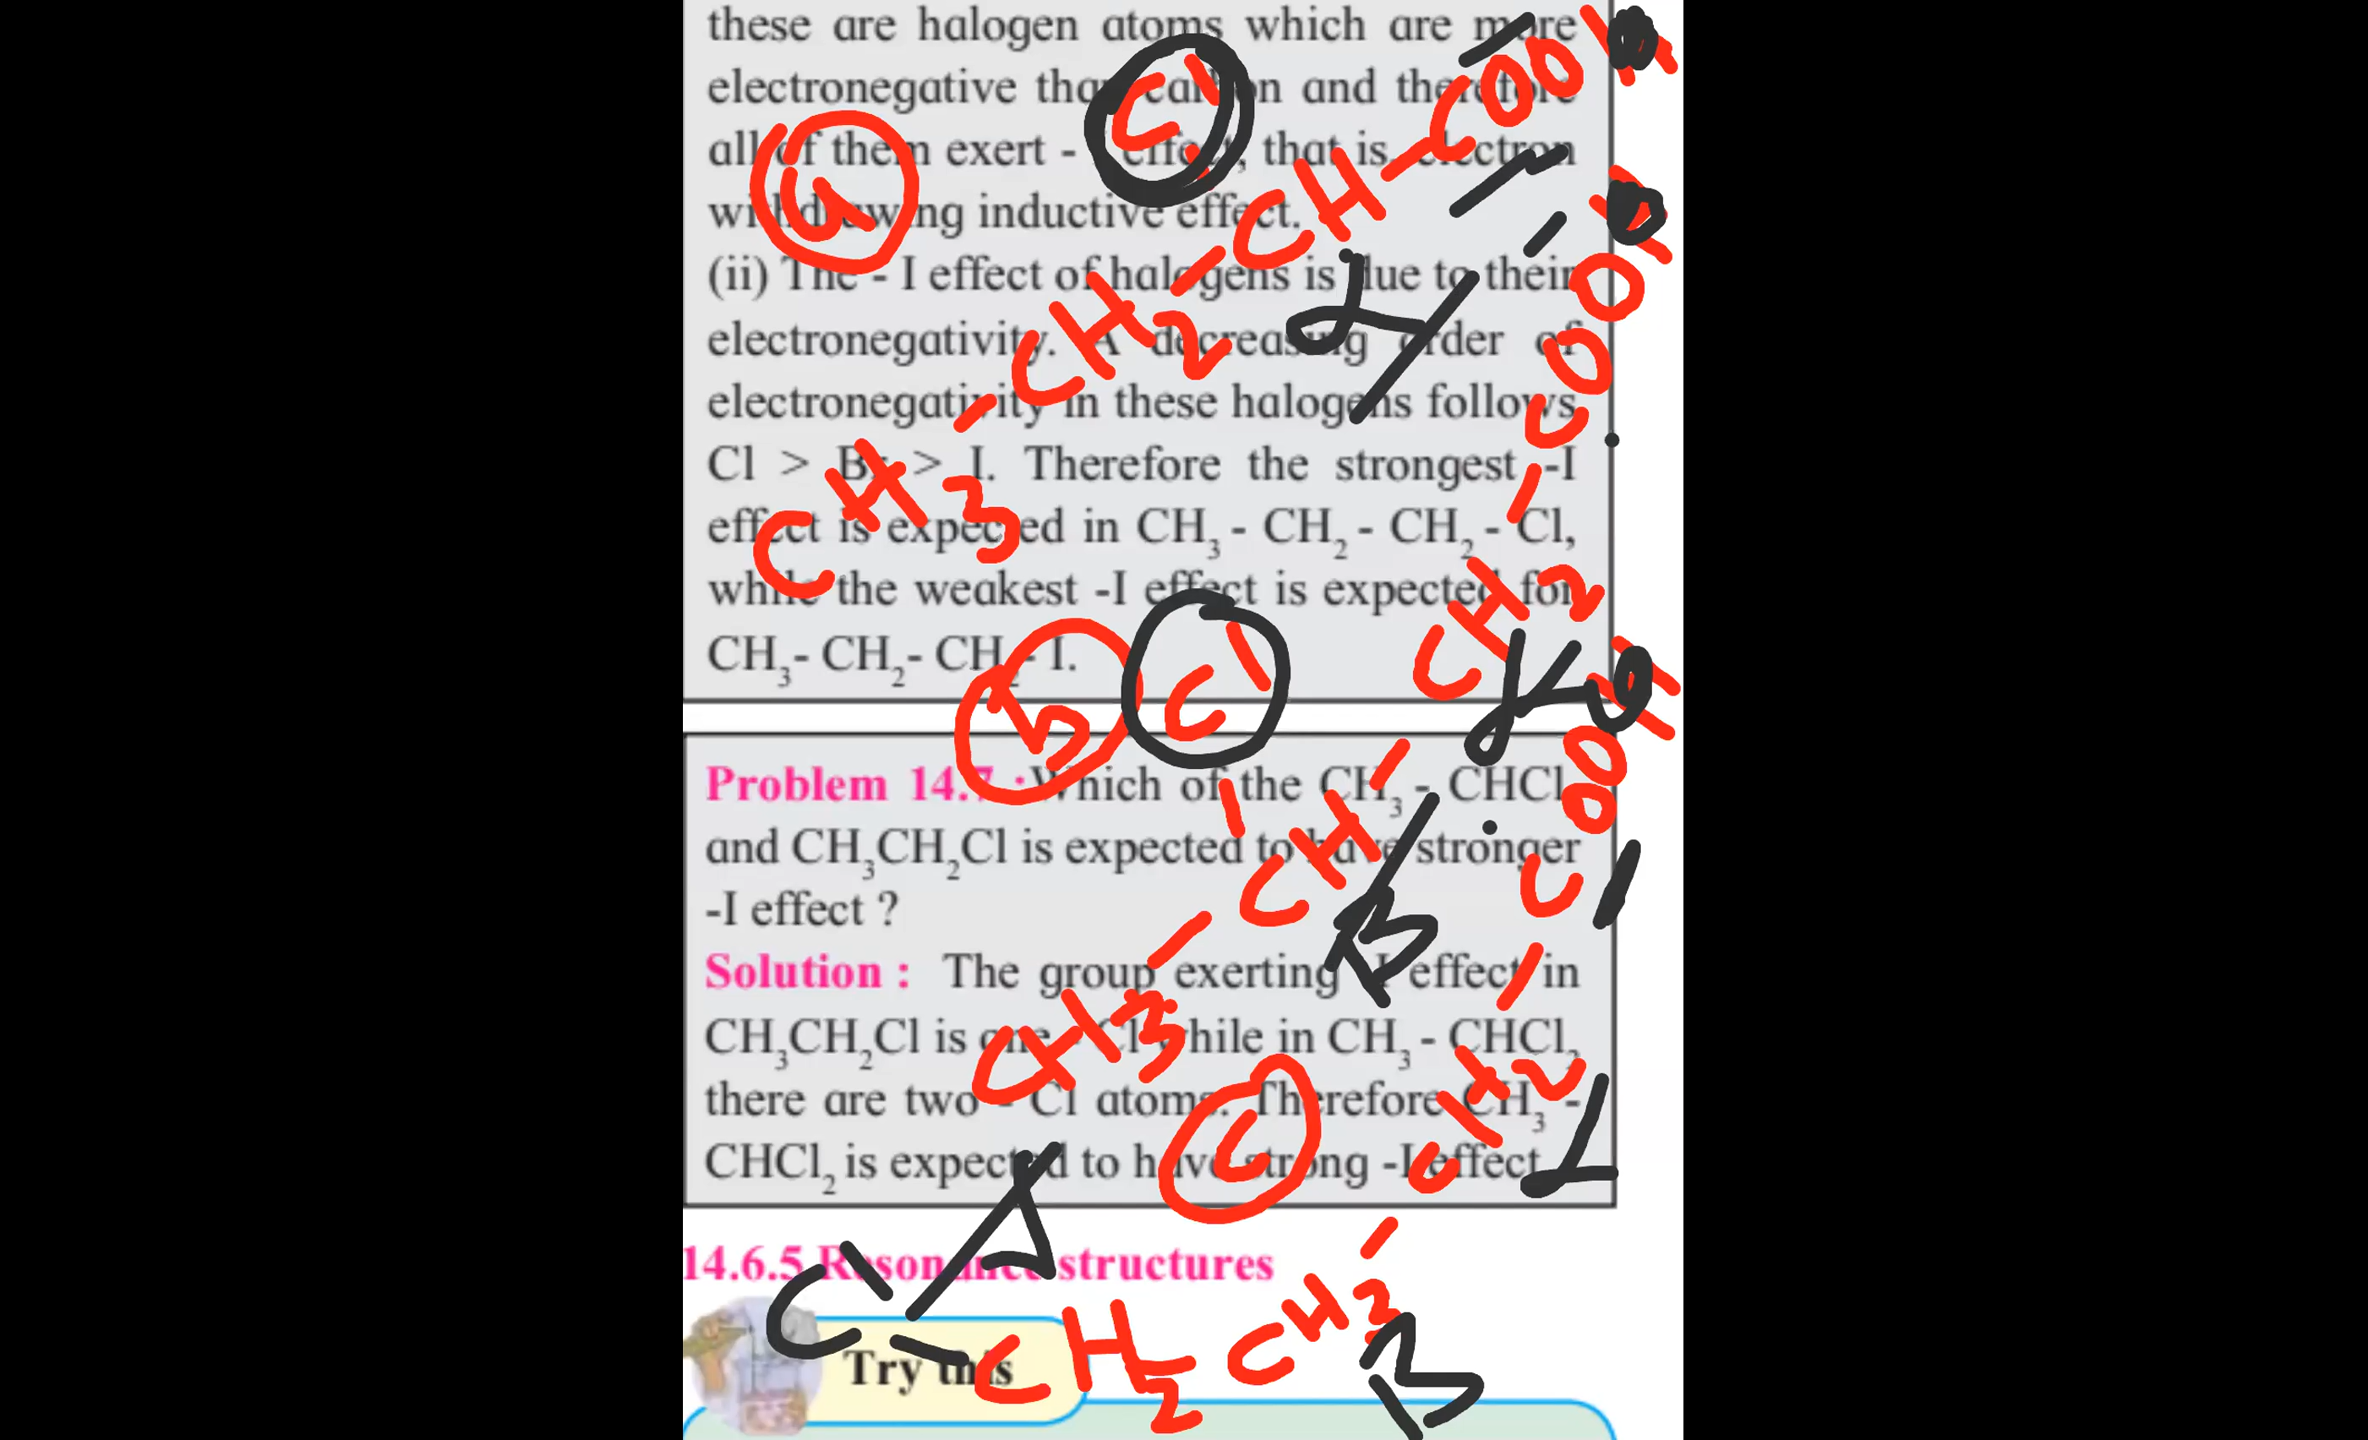 these are halogen atoms which are more
electronegative than carbon and therefore
all of them exert - effect, that is, electron
withdrawing inductive effect.
(ii) The - I effect of halogens is due to their
electronegativity. A decreasing order of
electronegativity in these halogens follows
Cl > Br > I. Therefore the strongest -I
effect is expected in CH3 - CH2 - CH2 - Cl,
while the weakest -I effect is expected for
CH3- CH2- CH2- I.
Problem 14.7 : Which of the CH3 - CHCl2
and CH3CH2Cl is expected to have stronger
-I effect ?
Solution : The group exerting -I effect in
CH3CH2Cl is one - Cl while in CH3 - CHCl2
there are two - Cl atoms. Therefore CH3 -
CHCl2 is expected to have strong -I effect
14.6.5 Resonance structures
Try this
a
Cl
CH3-CH2-CH-COOH
α
b
Cl
CH3-CH-CH2-COOH
β
c
Cl-CH2 CH2-CH2-COOH
β